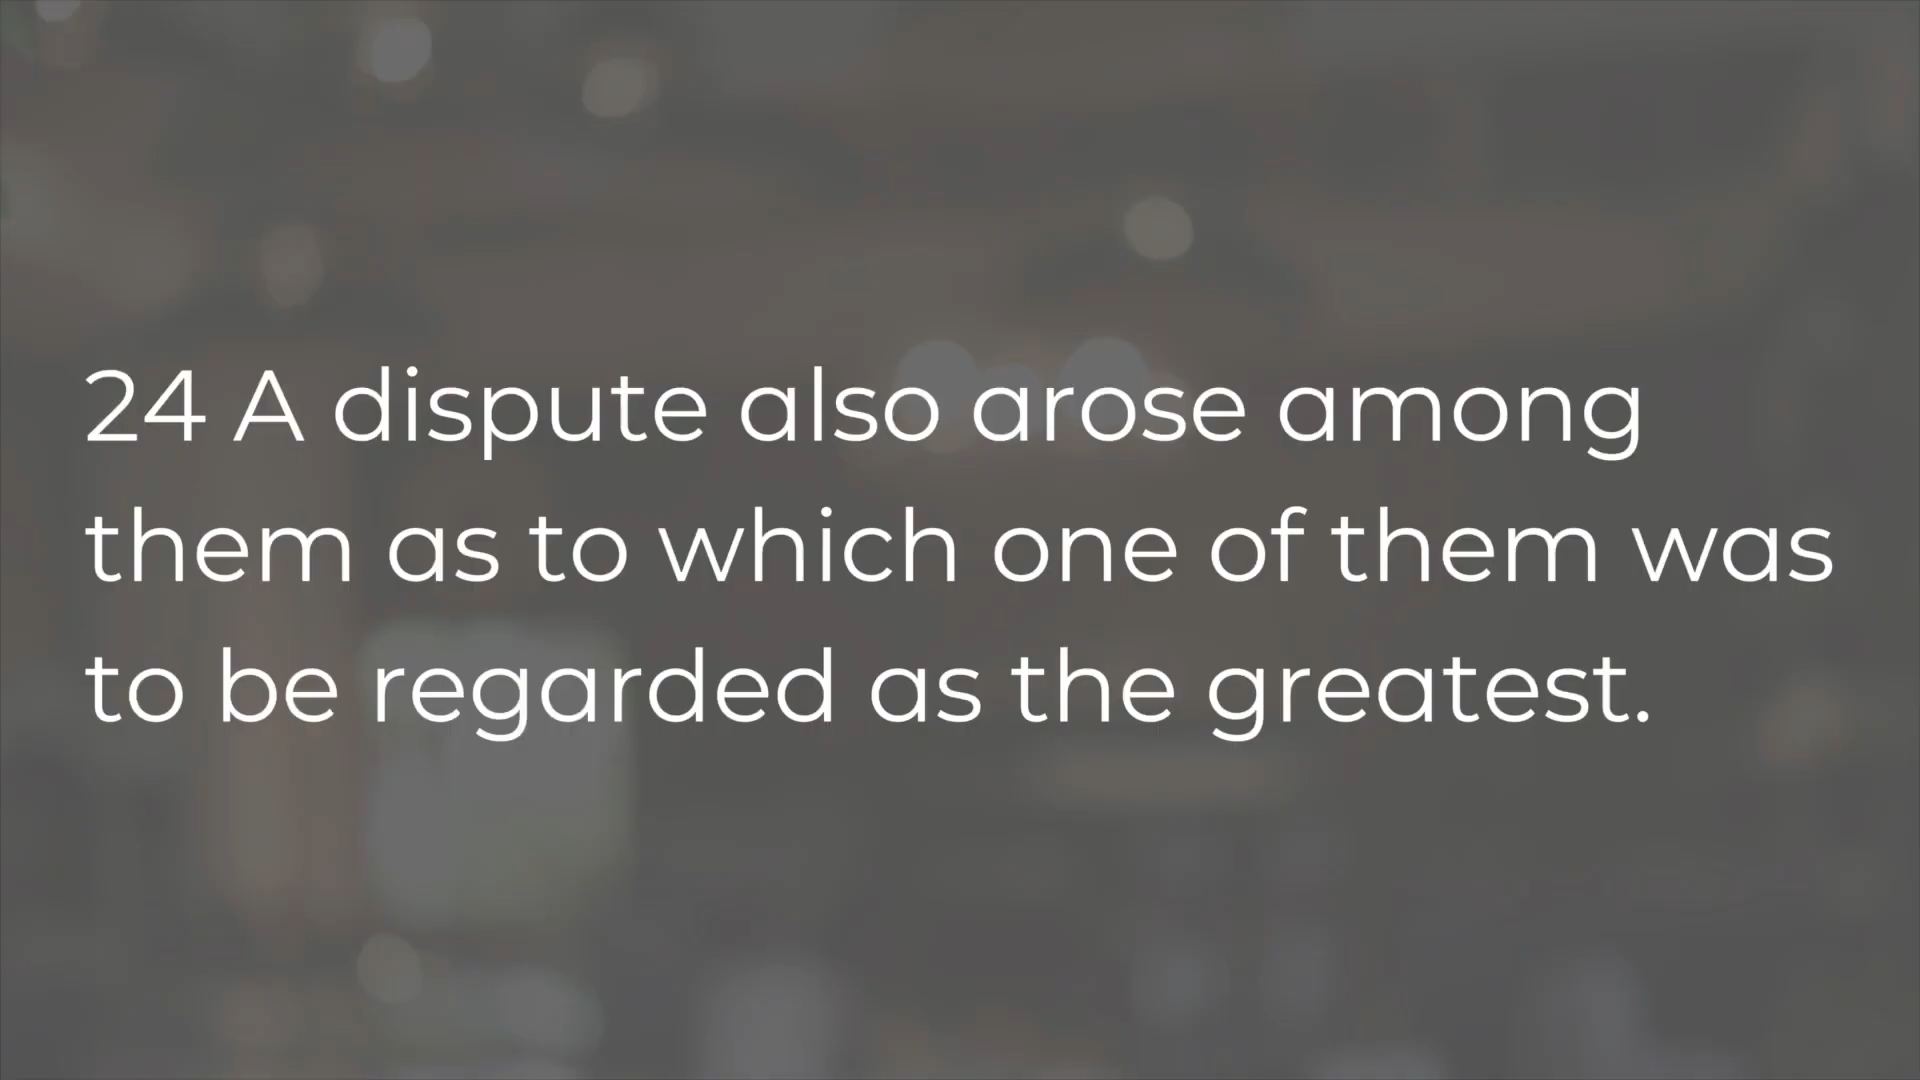 24 A dispute also arose among
them as to which one of them was
to be regarded as the greatest.